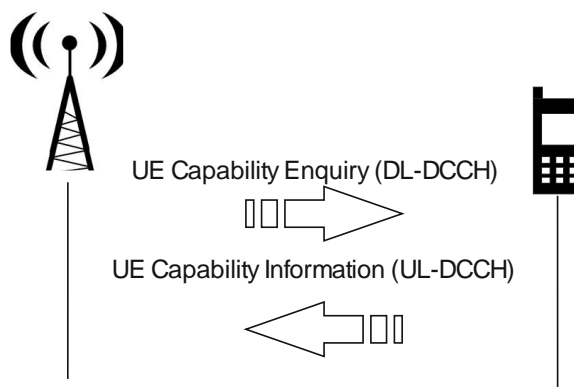 UE Capability Enquiry (DL-DCCH)
UE Capability Information (UL-DCCH)